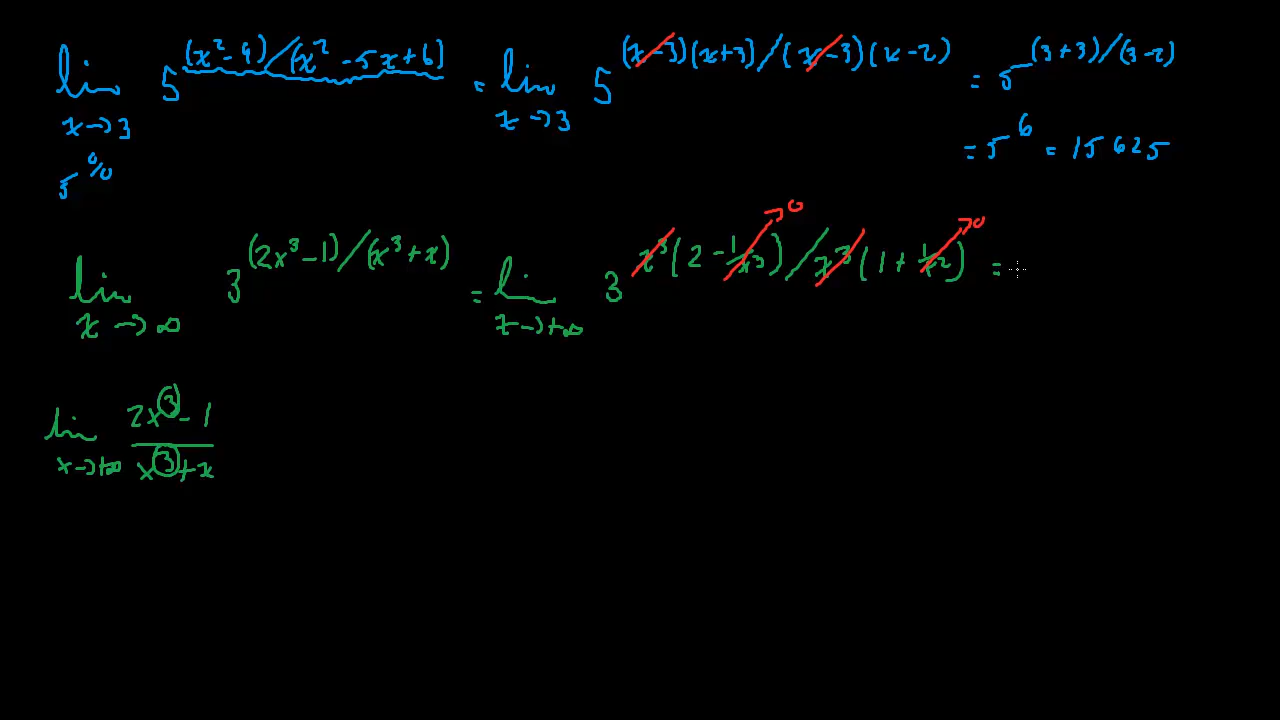 lim x→3 5^((x²-9)/(x²-5x+6)) = lim x→3 5^((x-3)(x+3)/(x-3)(x-2)) = 5^((3+3)/(3-2))
5^(0/0) = 5^6 = 15625
lim x→∞ 3^((2x³-1)/(x³+x)) = lim x→+∞ 3^(x³(2-1/x³)/x³(1+1/x²)) =
→0 →0
lim x→+∞ (2x³-1)/(x³+x)